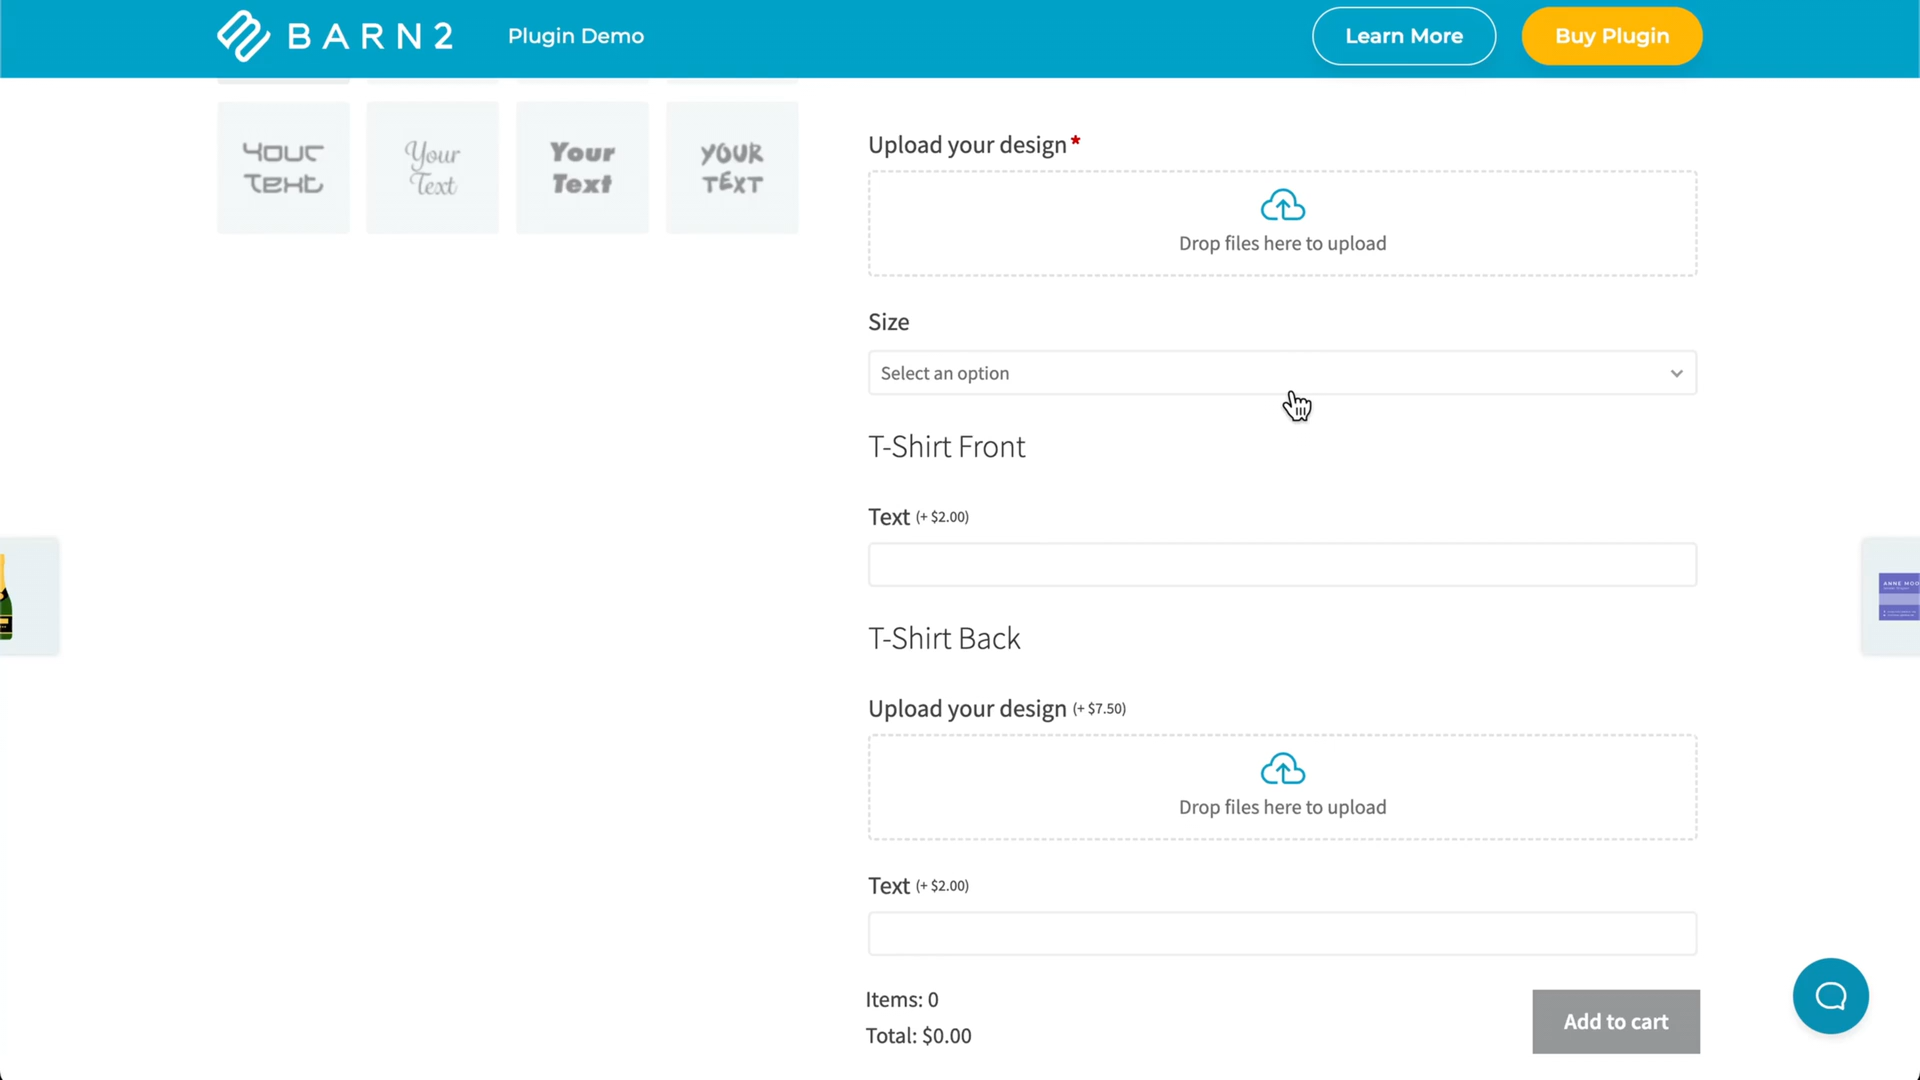 BARN2
Plugin Demo
Learn More
Buy Plugin
Your
Text
Your
Text
Your
Text
YOUR
TEXT
Upload your design*
Drop files here to upload
Size
Select an option
T-Shirt Front
Text (+ $2.00)
T-Shirt Back
Upload your design (+ $7.50)
Drop files here to upload
Text (+ $2.00)
Items: 0
Total: $0.00
Add to cart
ANNE MOO